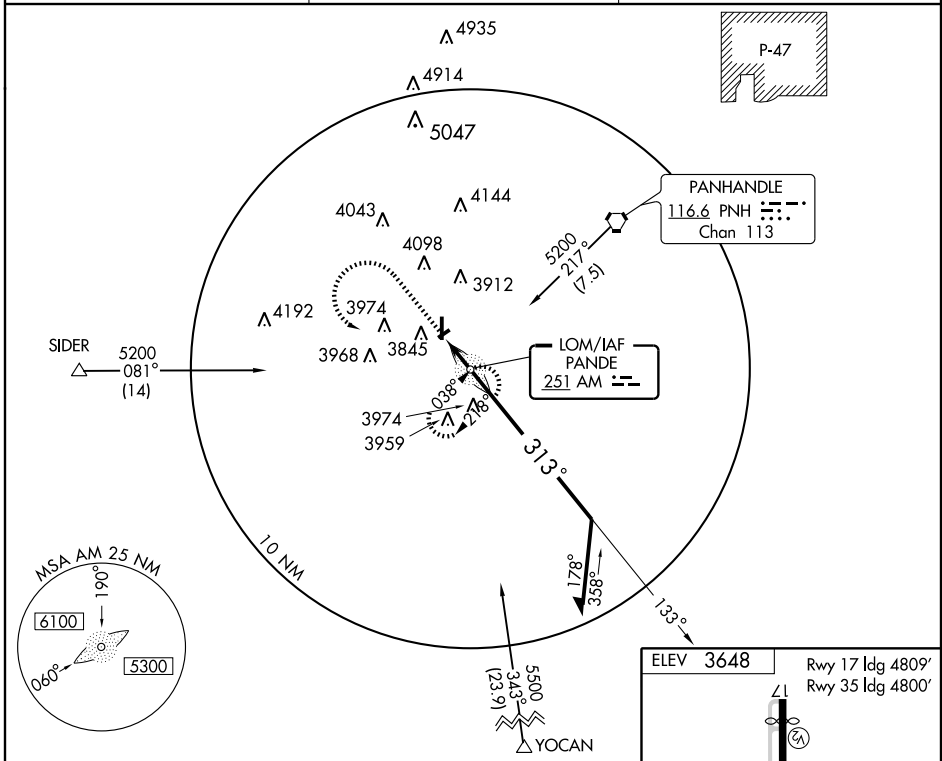 4935
P-47
4914
5047
PANHANDLE
116.6 PNH
Chan 113
4144
4043
5200
217°
(7.5)
4098
3912
4192
3974
3845
3968
SIDER
5200
081°
(14)
LOM/IAF
PANDE
251 AM
038°
218°
3974
3959
313°
10 NM
178°
358°
133°
MSA AM 25 NM
190°
6100
060°
5300
5500
343°
(23.9)
YOCAN
ELEV 3648
Rwy 17 ldg 4809'
Rwy 35 ldg 4800'
17
V2